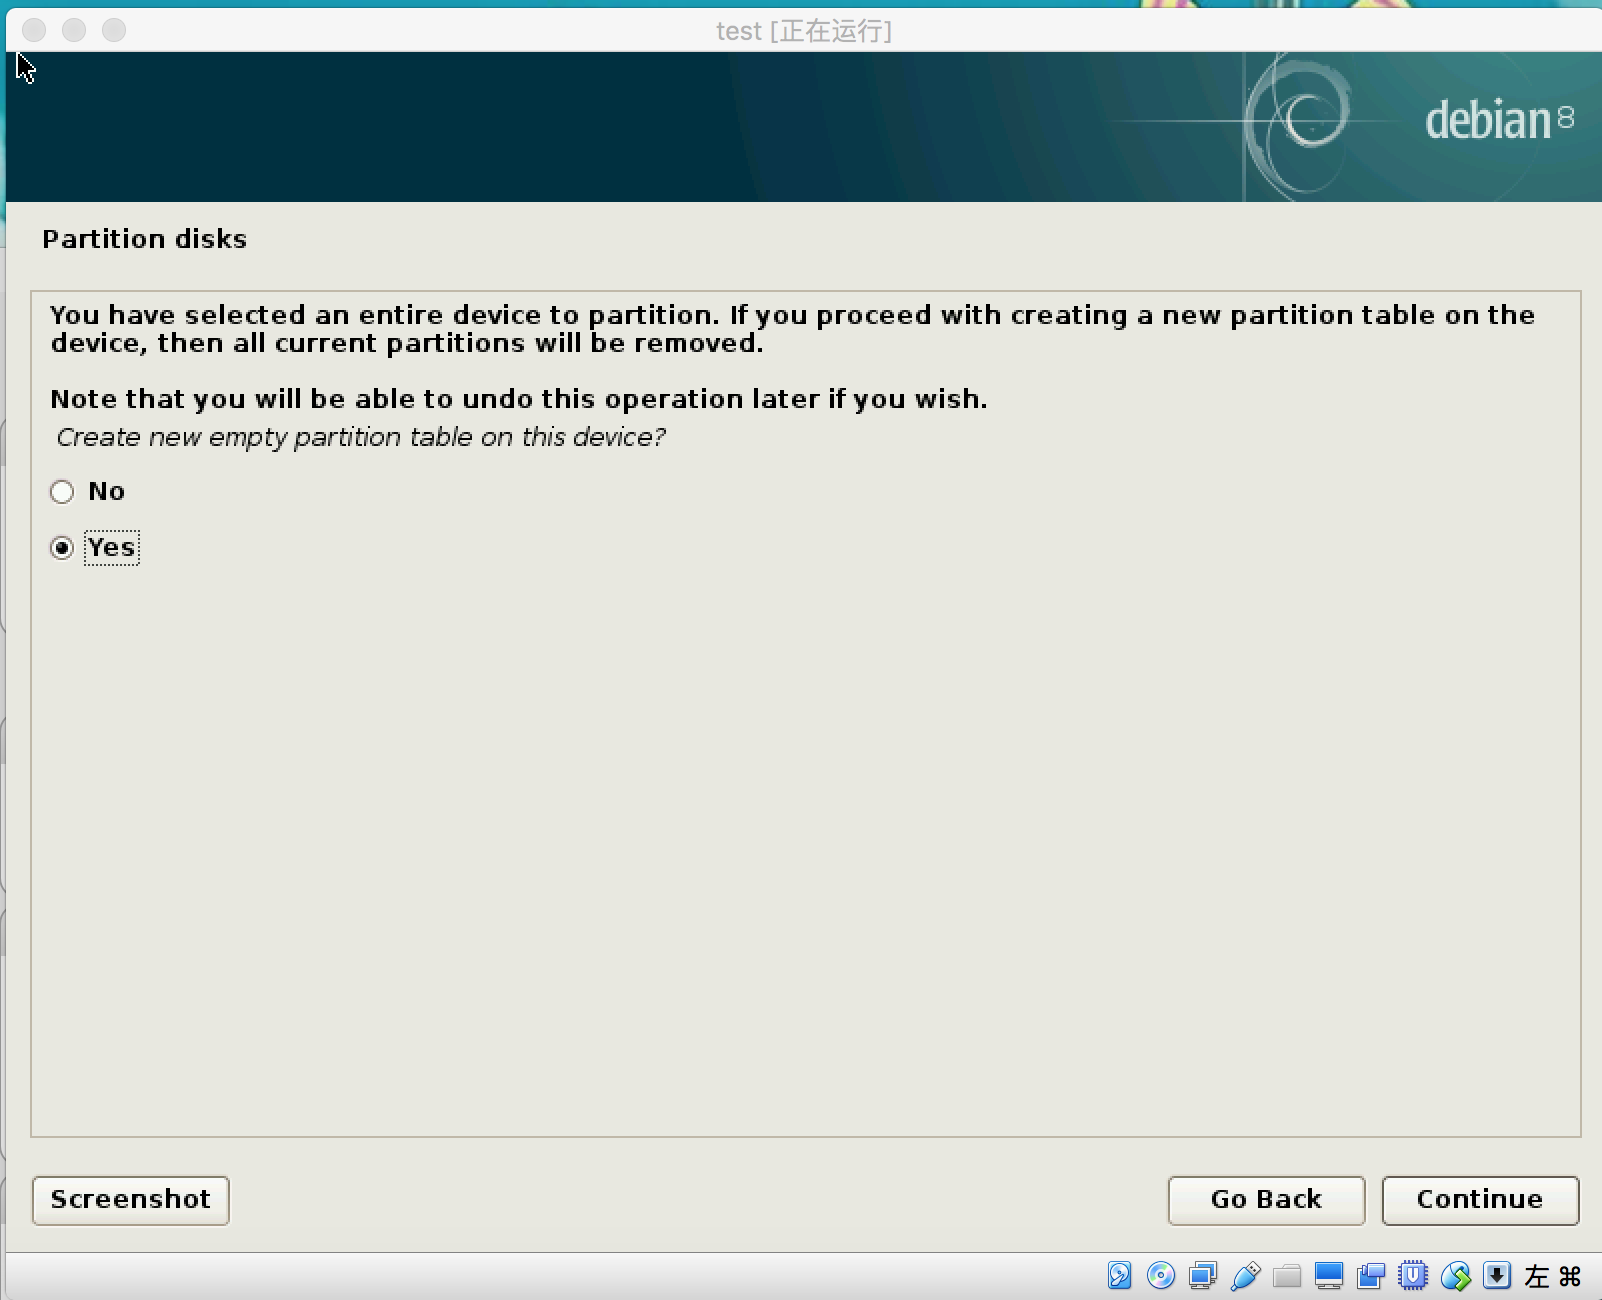 test [正在运行]
debian 8
Partition disks
You have selected an entire device to partition. If you proceed with creating a new partition table on the
device, then all current partitions will be removed.
Note that you will be able to undo this operation later if you wish.
Create new empty partition table on this device?
No
Yes
Screenshot
Go Back
Continue
左 ⌘